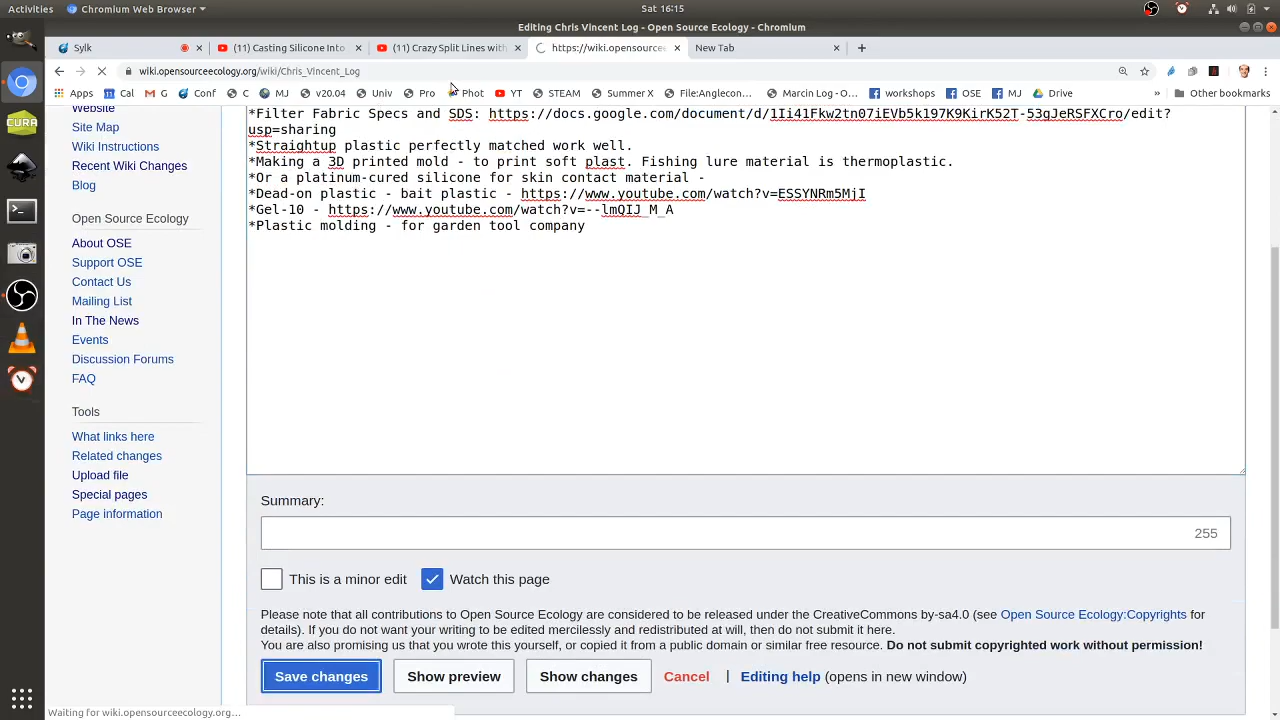 Activities
Chromium Web Browser
Sat 16:15
Editing Chris Vincent Log - Open Source Ecology - Chromium
Sylk
(11) Casting Silicone Into
(11) Crazy Split Lines with
https://wiki.opensource
New Tab
wiki.opensourceecology.org/wiki/Chris_Vincent_Log
Apps
Cal
G
Conf
C
MJ
v20.04
Univ
Pro
Phot
YT
STEAM
Summer X
File:Anglecon...
Marcin Log - O...
workshops
OSE
MJ
Drive
»
Other bookmarks
Website
Site Map
Wiki Instructions
Recent Wiki Changes
Blog
Open Source Ecology
About OSE
Support OSE
Contact Us
Mailing List
In The News
Events
Discussion Forums
FAQ
Tools
What links here
Related changes
Upload file
Special pages
Page information
*Filter Fabric Specs and SDS: https://docs.google.com/document/d/1Ii41Fkw2tn07iEVb5k197K9KirK52T-53qJeRSFXCro/edit?
usp=sharing
*Straightup plastic perfectly matched work well.
*Making a 3D printed mold - to print soft plast. Fishing lure material is thermoplastic.
*Or a platinum-cured silicone for skin contact material -
*Dead-on plastic - bait plastic - https://www.youtube.com/watch?v=ESSYNRm5MjI
*Gel-10 - https://www.youtube.com/watch?v=--lmQIJ_M_A
*Plastic molding - for garden tool company
Summary:
255
This is a minor edit
Watch this page
Please note that all contributions to Open Source Ecology are considered to be released under the CreativeCommons by-sa4.0 (see Open Source Ecology:Copyrights for
details). If you do not want your writing to be edited mercilessly and redistributed at will, then do not submit it here.
You are also promising us that you wrote this yourself, or copied it from a public domain or similar free resource. Do not submit copyrighted work without permission!
Save changes
Show preview
Show changes
Cancel
|
Editing help (opens in new window)
Waiting for wiki.opensourceecology.org...
CURA